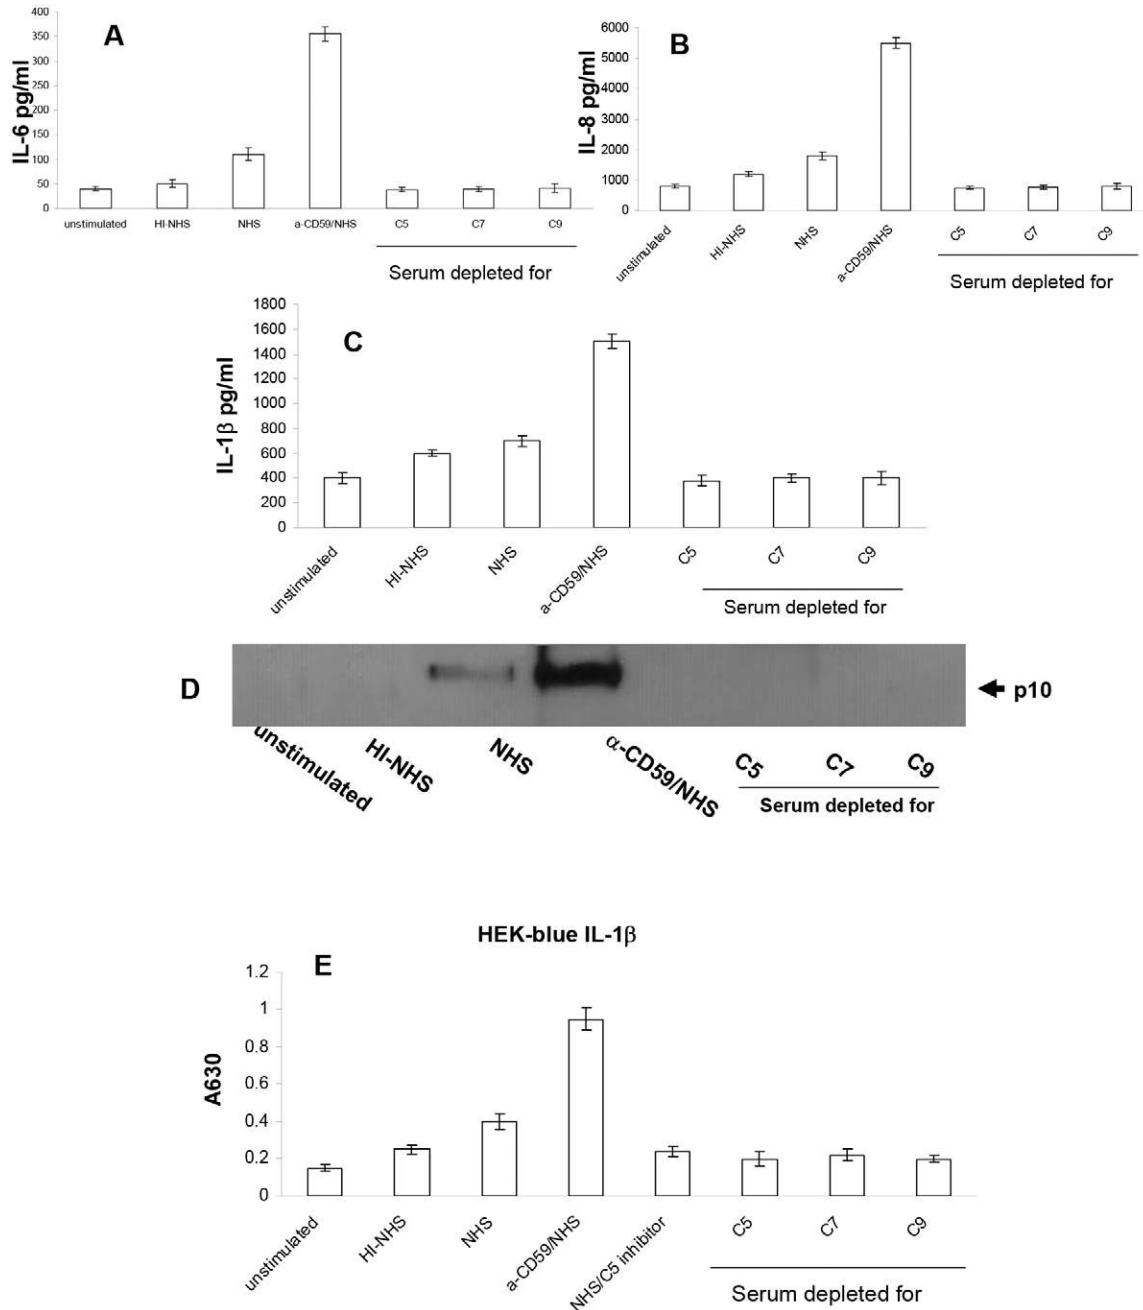 A
IL-6 pg/ml
400
350
300
250
200
150
100
50
0
unstimulated HI-NHS NHS a-CD59/NHS C5 C7 C9
Serum depleted for
B
IL-8 pg/ml
6000
5000
4000
3000
2000
1000
0
unstimulated HI-NHS NHS a-CD59/NHS C5 C7 C9
Serum depleted for
C
IL-1β pg/ml
1800
1600
1400
1200
1000
800
600
400
200
0
unstimulated HI-NHS NHS a-CD59/NHS C5 C7 C9
Serum depleted for
D
p10
unstimulated HI-NHS NHS α-CD59/NHS C5 C7 C9
Serum depleted for
HEK-blue IL-1β
E
A630
1.2
1
0.8
0.6
0.4
0.2
0
unstimulated HI-NHS NHS a-CD59/NHS NHS/C5 inhibitor C5 C7 C9
Serum depleted for